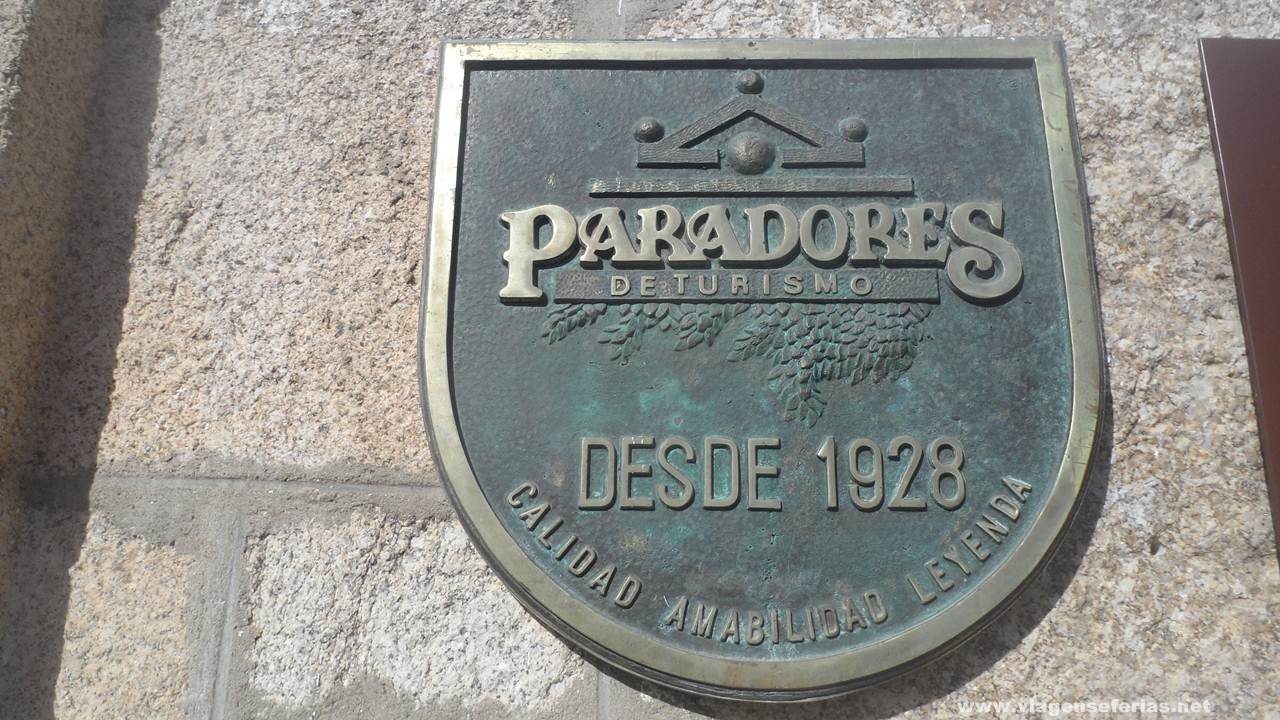 PARADORES
DE TURISMO
DESDE 1928
CALIDAD AMABILIDAD LEYENDA
www.viagenseferias.net